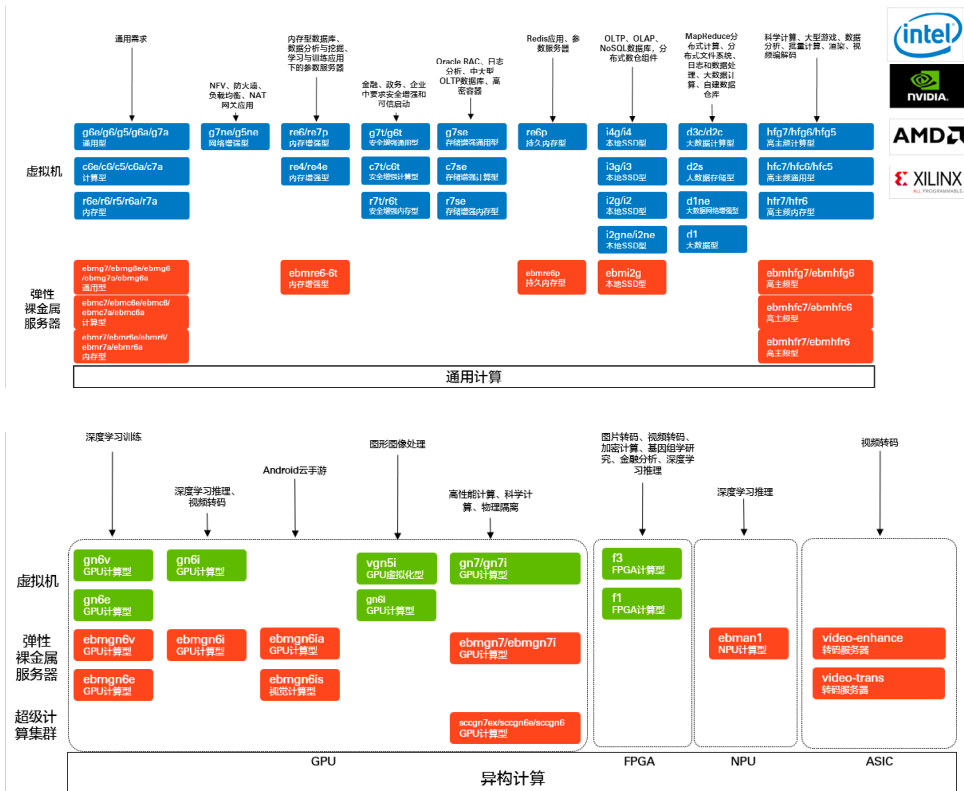 通用需求
NFV、防火墙、
负载均衡、NAT
网关应用
内存型数据库、
数据分析与挖掘、
学习与训练应用
下的参数服务器
金融、政务、企业
中要求安全增强和
可信启动
Oracle RAC、日志
分析、中大型
OLTP数据库、高
密容器
Redis应用、参
数服务器
OLTP、OLAP、
NoSQL数据库，分
布式数仓组件
MapReduce分
布式计算、分
布式文件系统、
日志和数据处
理、大数据计
算、自建数据
仓库
科学计算、大型游戏、数据
分析、批量计算、渲染、视
频编解码
intel
NVIDIA.
AMD
XILINX
ALL PROGRAMMABLE.
虚拟机
g6e/g6/g5/g6a/g7a
通用型
c6e/c6/c5/c6a/c7a
计算型
r6e/r6/r5/r6a/r7a
内存型
g7ne/g5ne
网络增强型
re6/re7p
内存增强型
re4/re4e
内存增强型
g7t/g6t
安全增强通用型
c7t/c6t
安全增强计算型
r7t/r6t
安全增强内存型
g7se
存储增强通用型
c7se
存储增强计算型
r7se
存储增强内存型
re6p
持久内存型
i4g/i4
本地SSD型
i3g/i3
本地SSD型
i2g/i2
本地SSD型
i2gne/i2ne
本地SSD型
d3c/d2c
大数据计算型
d2s
大数据存储型
d1ne
大数据网络增强型
d1
大数据型
hfg7/hfg6/hfg5
高主频计算型
hfc7/hfc6/hfc5
高主频通用型
hfr7/hfr6
高主频内存型
弹性
裸金属
服务器
ebmg7/ebmg6e/ebmg6
/ebmg7a/ebmg6a
通用型
ebmc7/ebmc6e/ebmc6/
ebmc7a/ebmc6a
计算型
ebmr7/ebmr6e/ebmr6/
ebmr7a/ebmr6a
内存型
ebmre6-6t
内存增强型
ebmre6p
持久内存型
ebmi2g
本地SSD型
ebmhfg7/ebmhfg6
高主频型
ebmhfc7/ebmhfc6
高主频型
ebmhfr7/ebmhfr6
高主频型
通用计算
深度学习训练
深度学习推理、
视频转码
Android云手游
图形图像处理
高性能计算、科学计
算、物理隔离
图片转码、视频转码、
加密计算、基因组学研
究、金融分析、深度学
习推理
深度学习推理
视频转码
虚拟机
gn6v
GPU计算型
gn6e
GPU计算型
gn6i
GPU计算型
vgn5i
GPU虚拟化型
gn6i
GPU计算型
gn7/gn7i
GPU计算型
f3
FPGA计算型
f1
FPGA计算型
弹性
裸金属
服务器
ebmgn6v
GPU计算型
ebmgn6e
GPU计算型
ebmgn6i
GPU计算型
ebmgn6ia
GPU计算型
ebmgn6is
视觉计算型
ebmgn7/ebmgn7i
GPU计算型
ebman1
NPU计算型
video-enhance
转码服务器
video-trans
转码服务器
超级计
算集群
sccgn7ex/sccgn6e/sccgn6
GPU计算型
GPU
FPGA
NPU
ASIC
异构计算